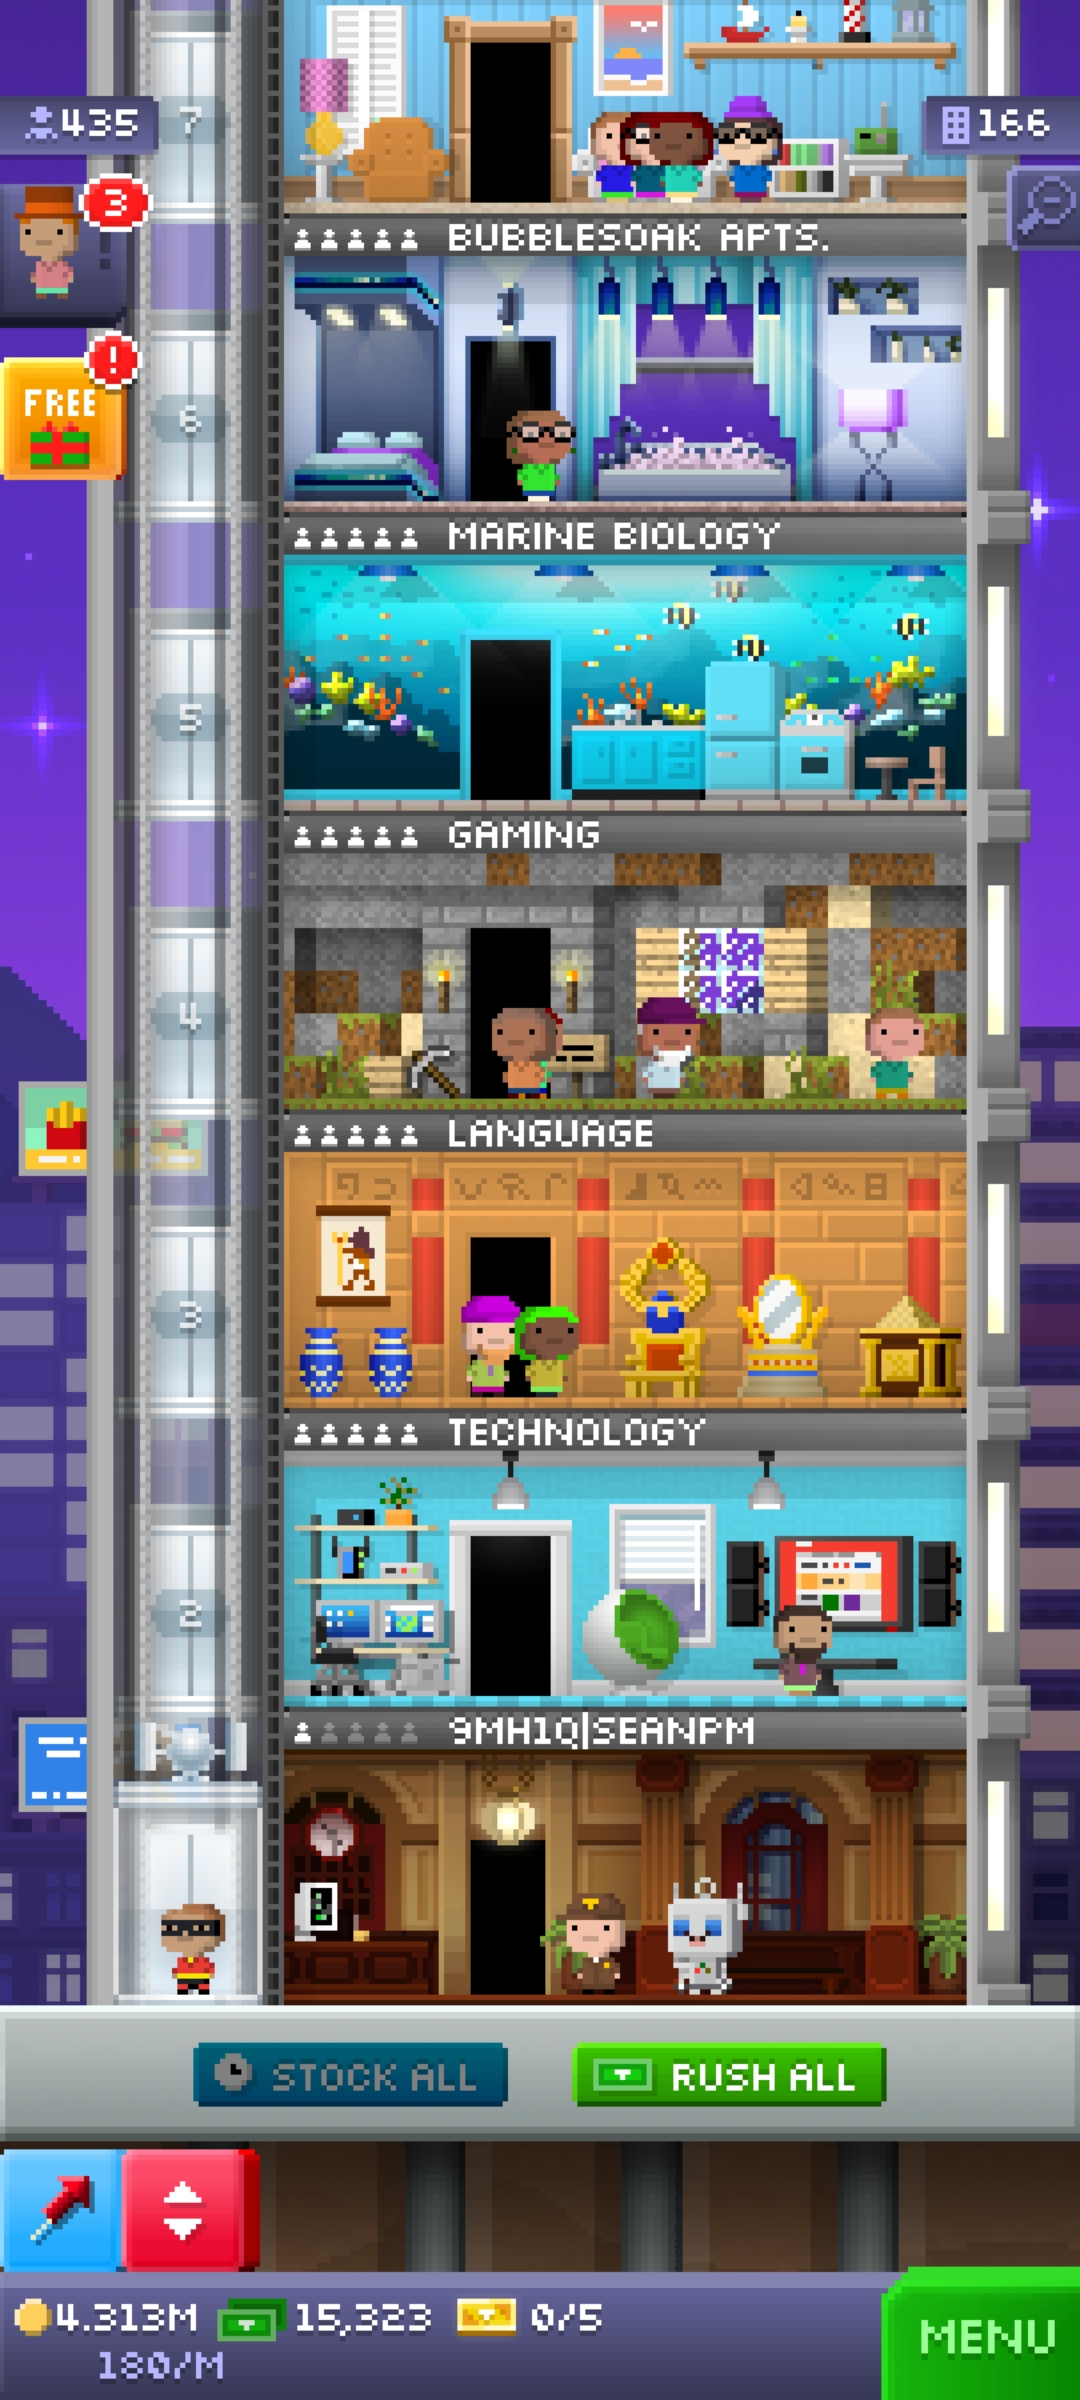 7
435
166
3
BUBBLESOAK APTS.
!
FREE
6
MARINE BIOLOGY
5
GAMING
4
LANGUAGE
3
TECHNOLOGY
2
9MH1Q|SEANPM
STOCK ALL
RUSH ALL
4.313M
15,323
0/5
MENU
180/M